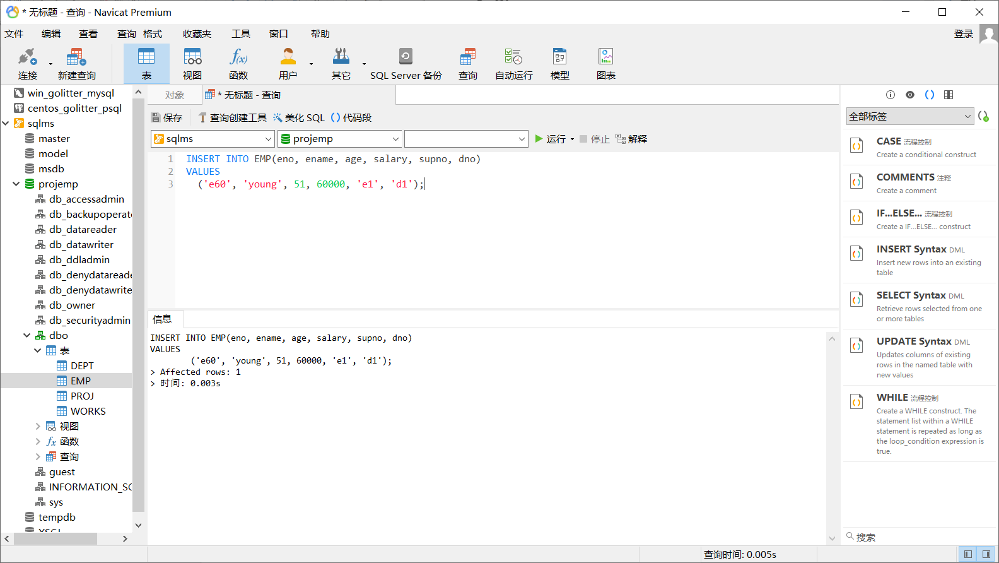 * 无标题 - 查询 - Navicat Premium
文件 编辑 查看 查询 格式 收藏夹 工具 窗口 帮助 登录
连接 新建查询 表 视图 函数 用户 其它 SQL Server 备份 查询 自动运行 模型 图表
win_golitter_mysql
centos_golitter_psql
sqlms
master
model
msdb
projemp
db_accessadmin
db_backupoperat
db_datareader
db_datawriter
db_ddladmin
db_denydatareade
db_denydatawrite
db_owner
db_securityadmin
dbo
表
DEPT
EMP
PROJ
WORKS
视图
函数
查询
guest
INFORMATION_SC
sys
tempdb
对象 * 无标题 - 查询
保存 查询创建工具 美化 SQL 代码段
sqlms projemp 运行 停止 解释
1 INSERT INTO EMP(eno, ename, age, salary, supno, dno)
2 VALUES
3 ('e60', 'young', 51, 60000, 'e1', 'd1');
信息
INSERT INTO EMP(eno, ename, age, salary, supno, dno)
VALUES
('e60', 'young', 51, 60000, 'e1', 'd1');
> Affected rows: 1
> 时间: 0.003s
全部标签
CASE 流程控制
Create a conditional construct
COMMENTS 注释
Create a comment
IF...ELSE... 流程控制
Create a IF...ELSE... construct
INSERT Syntax DML
Insert new rows into an existing
table
SELECT Syntax DML
Retrieve rows selected from one
or more tables
UPDATE Syntax DML
Updates columns of existing
rows in the named table with
new values
WHILE 流程控制
Create a WHILE construct. The
statement list within a WHILE
statement is repeated as long as
the loop_condition expression is
true.
搜索
查询时间: 0.005s